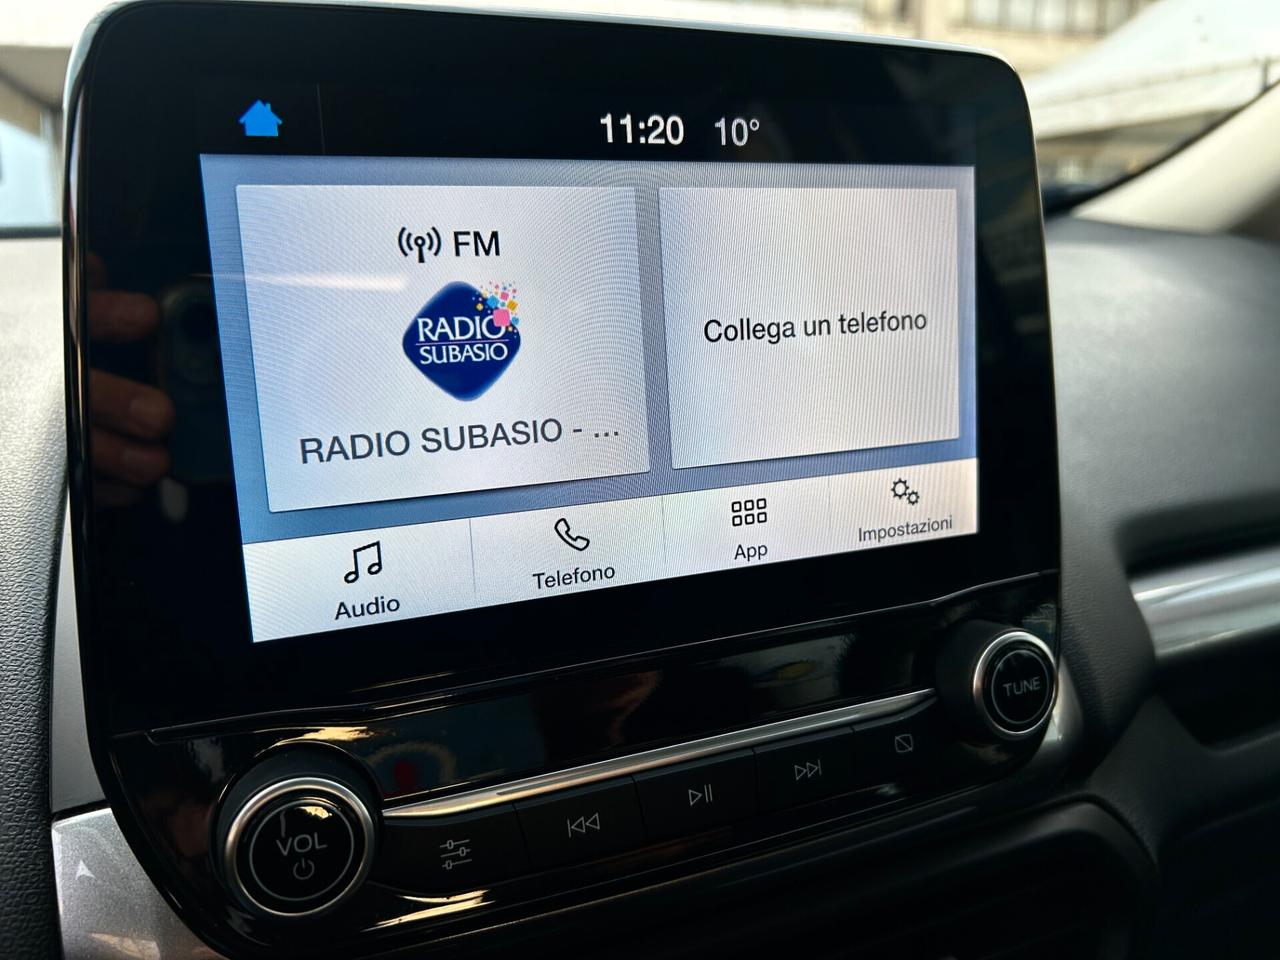 11:20 10°
FM
RADIO
SUBASIO
RADIO SUBASIO - ...
Collega un telefono
Audio
Telefono
App
Impostazioni
VOL
TUNE